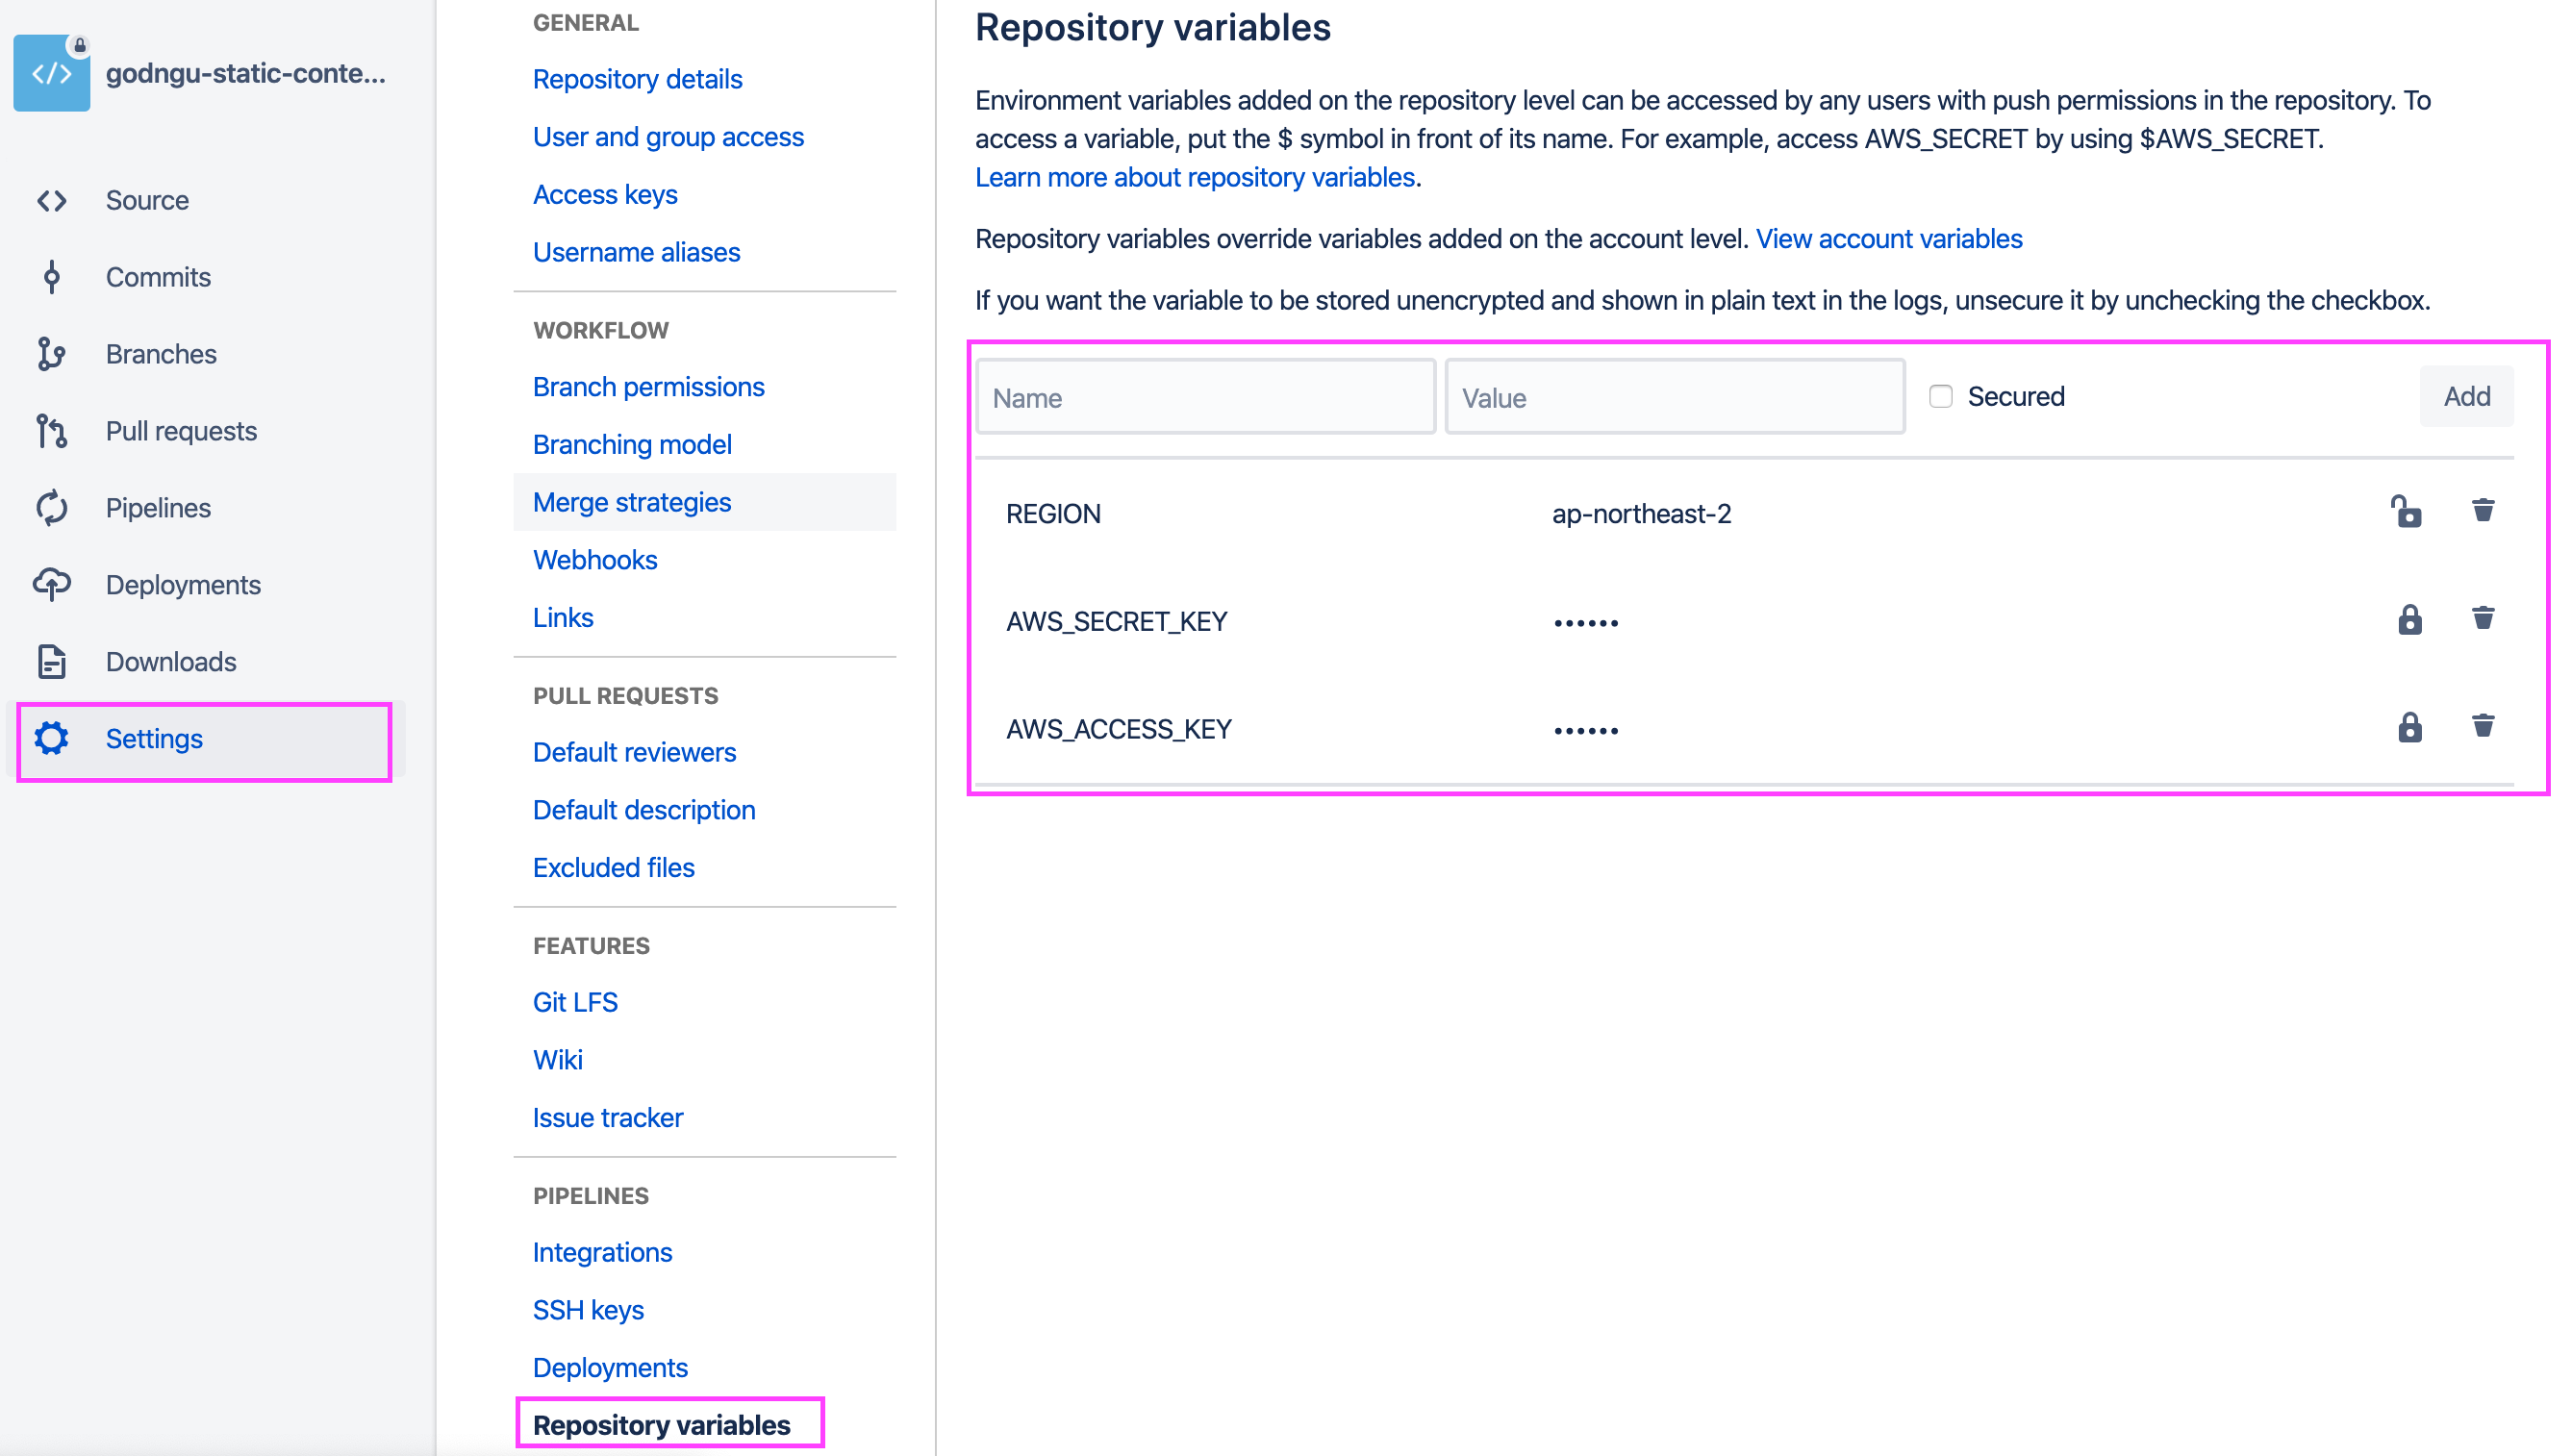 godngu-static-conte...
Source
Commits
Branches
Pull requests
Pipelines
Deployments
Downloads
Settings
GENERAL
Repository details
User and group access
Access keys
Username aliases
WORKFLOW
Branch permissions
Branching model
Merge strategies
Webhooks
Links
PULL REQUESTS
Default reviewers
Default description
Excluded files
FEATURES
Git LFS
Wiki
Issue tracker
PIPELINES
Integrations
SSH keys
Deployments
Repository variables
Repository variables
Environment variables added on the repository level can be accessed by any users with push permissions in the repository. To
access a variable, put the $ symbol in front of its name. For example, access AWS_SECRET by using $AWS_SECRET.
Learn more about repository variables.
Repository variables override variables added on the account level. View account variables
If you want the variable to be stored unencrypted and shown in plain text in the logs, unsecure it by unchecking the checkbox.
Name Value Secured Add
REGION ap-northeast-2
AWS_SECRET_KEY ••••••
AWS_ACCESS_KEY ••••••